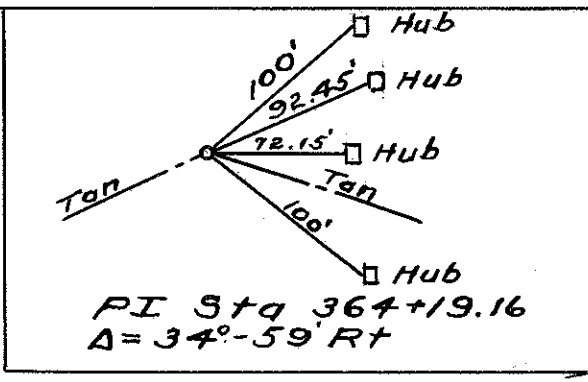 Hub
100'
Hub
92.45'
72.15'
Hub
Tan
Tan
100'
Hub
PI Sta 364+19.16
Δ= 34°-59' Rt